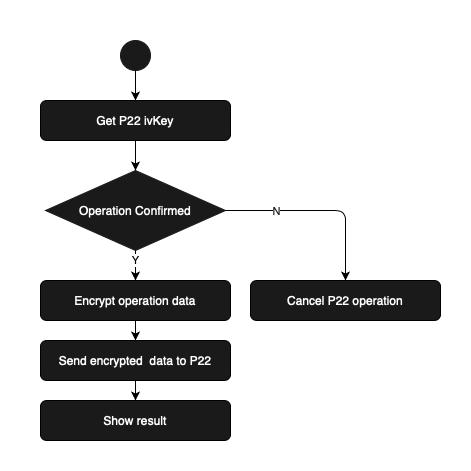 Get P22 ivKey
Operation Confirmed
N
Y
Encrypt operation data
Cancel P22 operation
Send encrypted  data to P22
Show result